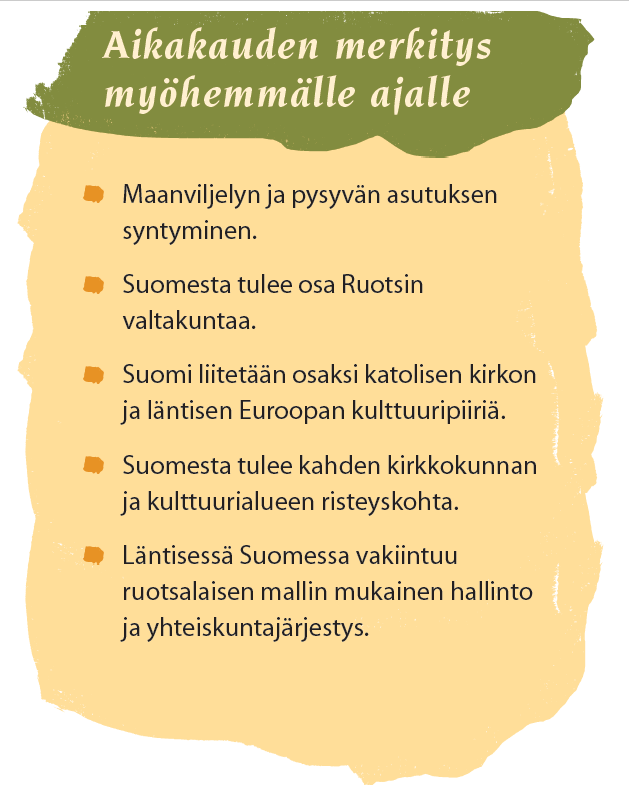 Aikakauden merkitys
myöhemmälle ajalle
Maanviljelyn ja pysyvän asutuksen
syntyminen.
Suomesta tulee osa Ruotsin
valtakuntaa.
Suomi liitetään osaksi katolisen kirkon
ja läntisen Euroopan kulttuuripiiriä.
Suomesta tulee kahden kirkkokunnan
ja kulttuurialueen risteyskohta.
Läntisessä Suomessa vakiintuu
ruotsalaisen mallin mukainen hallinto
ja yhteiskuntajärjestys.